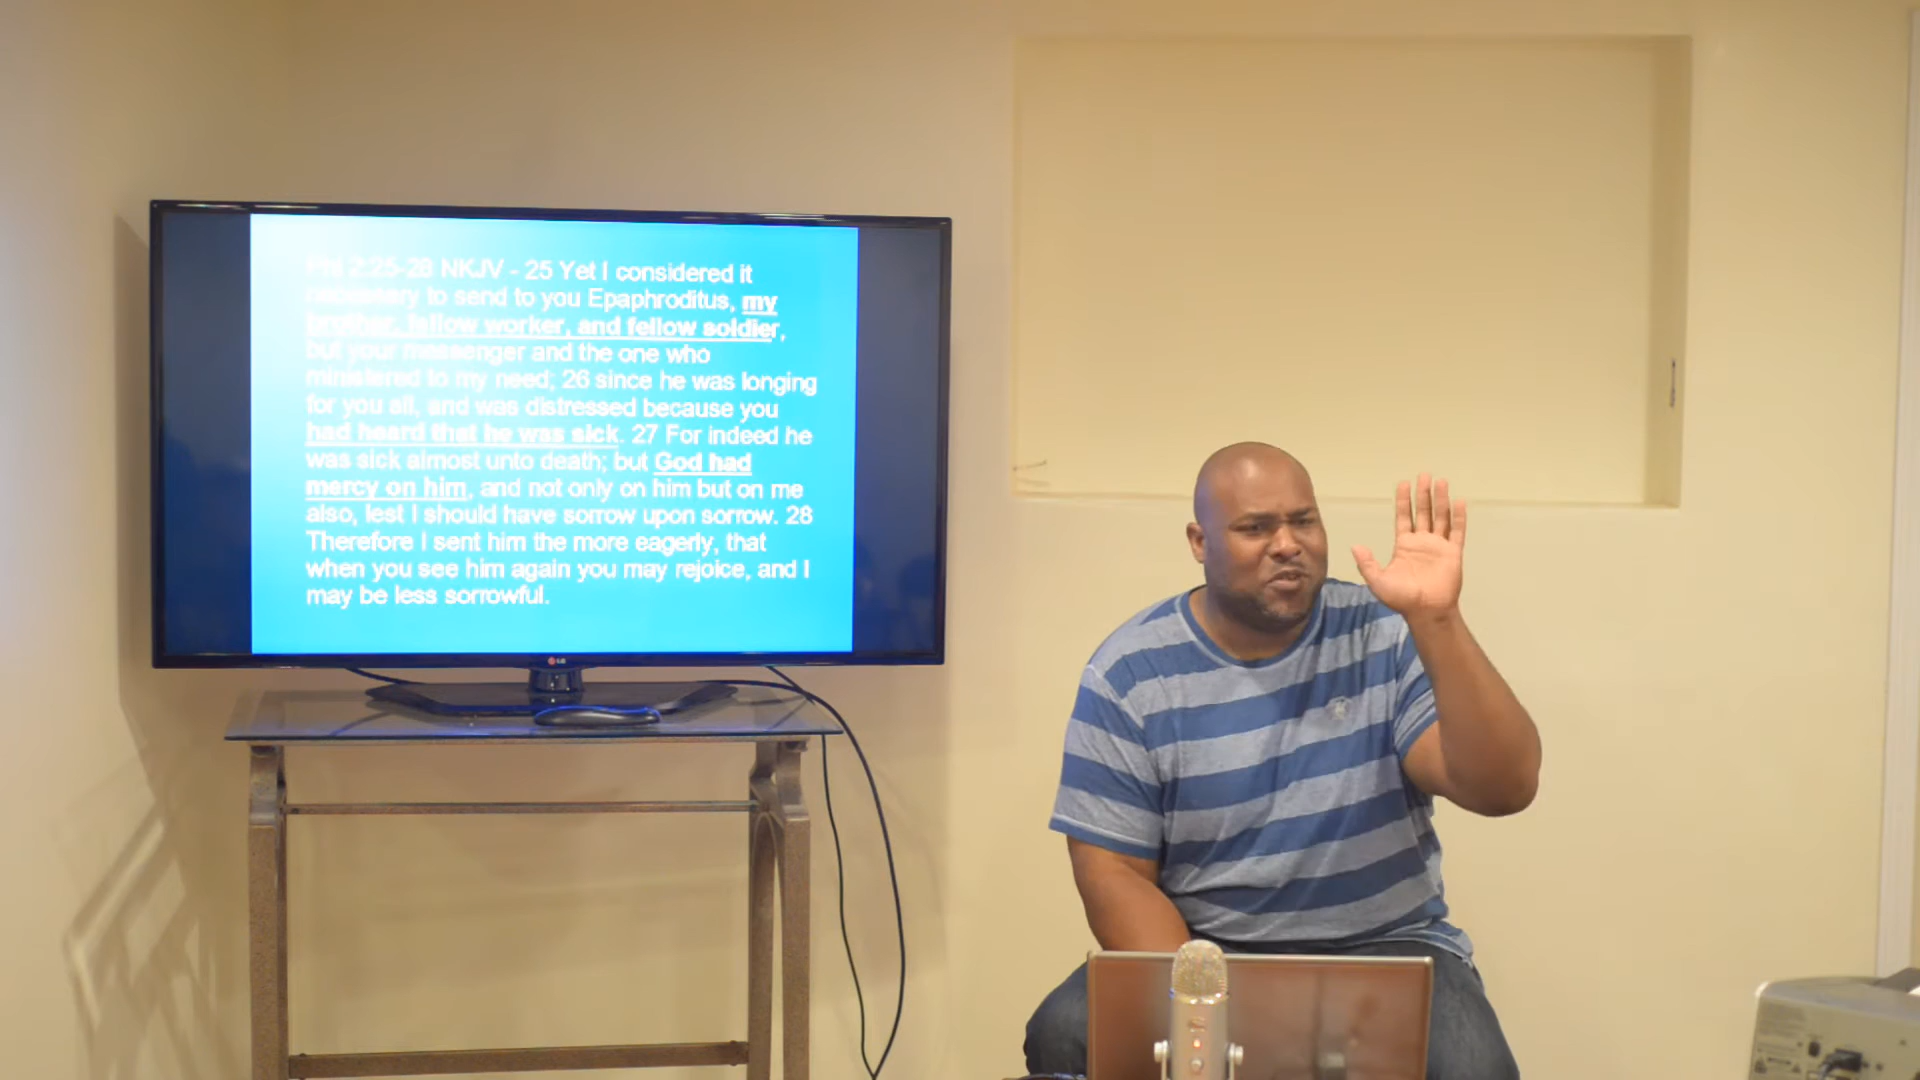 Phi 2:25-28 NKJV - 25 Yet I considered it
necessary to send to you Epaphroditus, my
brother, fellow worker, and fellow soldier,
but your messenger and the one who
ministered to my need; 26 since he was longing
for you all, and was distressed because you
had heard that he was sick. 27 For indeed he
was sick almost unto death; but God had
mercy on him, and not only on him but on me
also, lest I should have sorrow upon sorrow. 28
Therefore I sent him the more eagerly, that
when you see him again you may rejoice, and I
may be less sorrowful.
LG